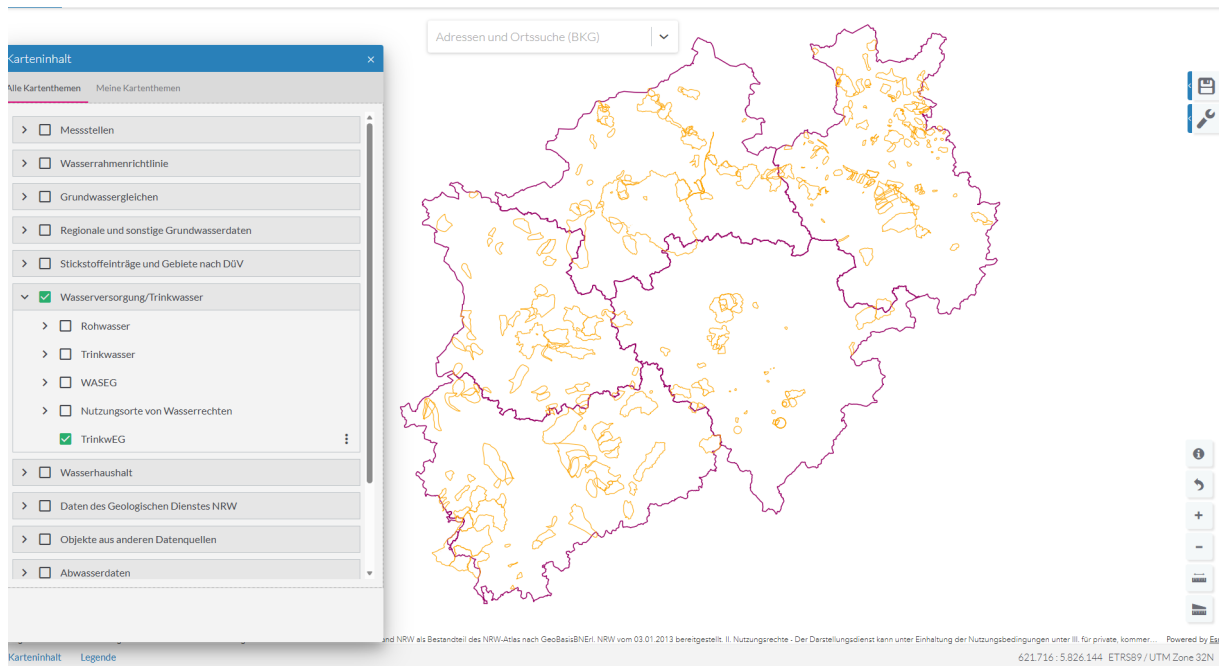 Adressen und Ortssuche (BKG)
Karteninhalt
Alle Kartenthemen Meine Kartenthemen
Messstellen
Wasserrahmenrichtlinie
Grundwassergleichen
Regionale und sonstige Grundwasserdaten
Stickstoffeinträge und Gebiete nach DüV
Wasserversorgung/Trinkwasser
Rohwasser
Trinkwasser
WASEG
Nutzungsorte von Wasserrechten
TrinkwEG
Wasserhaushalt
Daten des Geologischen Dienstes NRW
Objekte aus anderen Datenquellen
Abwasserdaten
und NRW als Bestandteil des NRW-Atlas nach GeoBasisBNErl. NRW vom 03.01.2013 bereitgestellt. II. Nutzungsrechte - Der Darstellungsdienst kann unter Einhaltung der Nutzungsbedingungen unter III. für private, kommer... Powered by Es
Karteninhalt Legende
621.716 : 5.826.144 ETRS89 / UTM Zone 32N